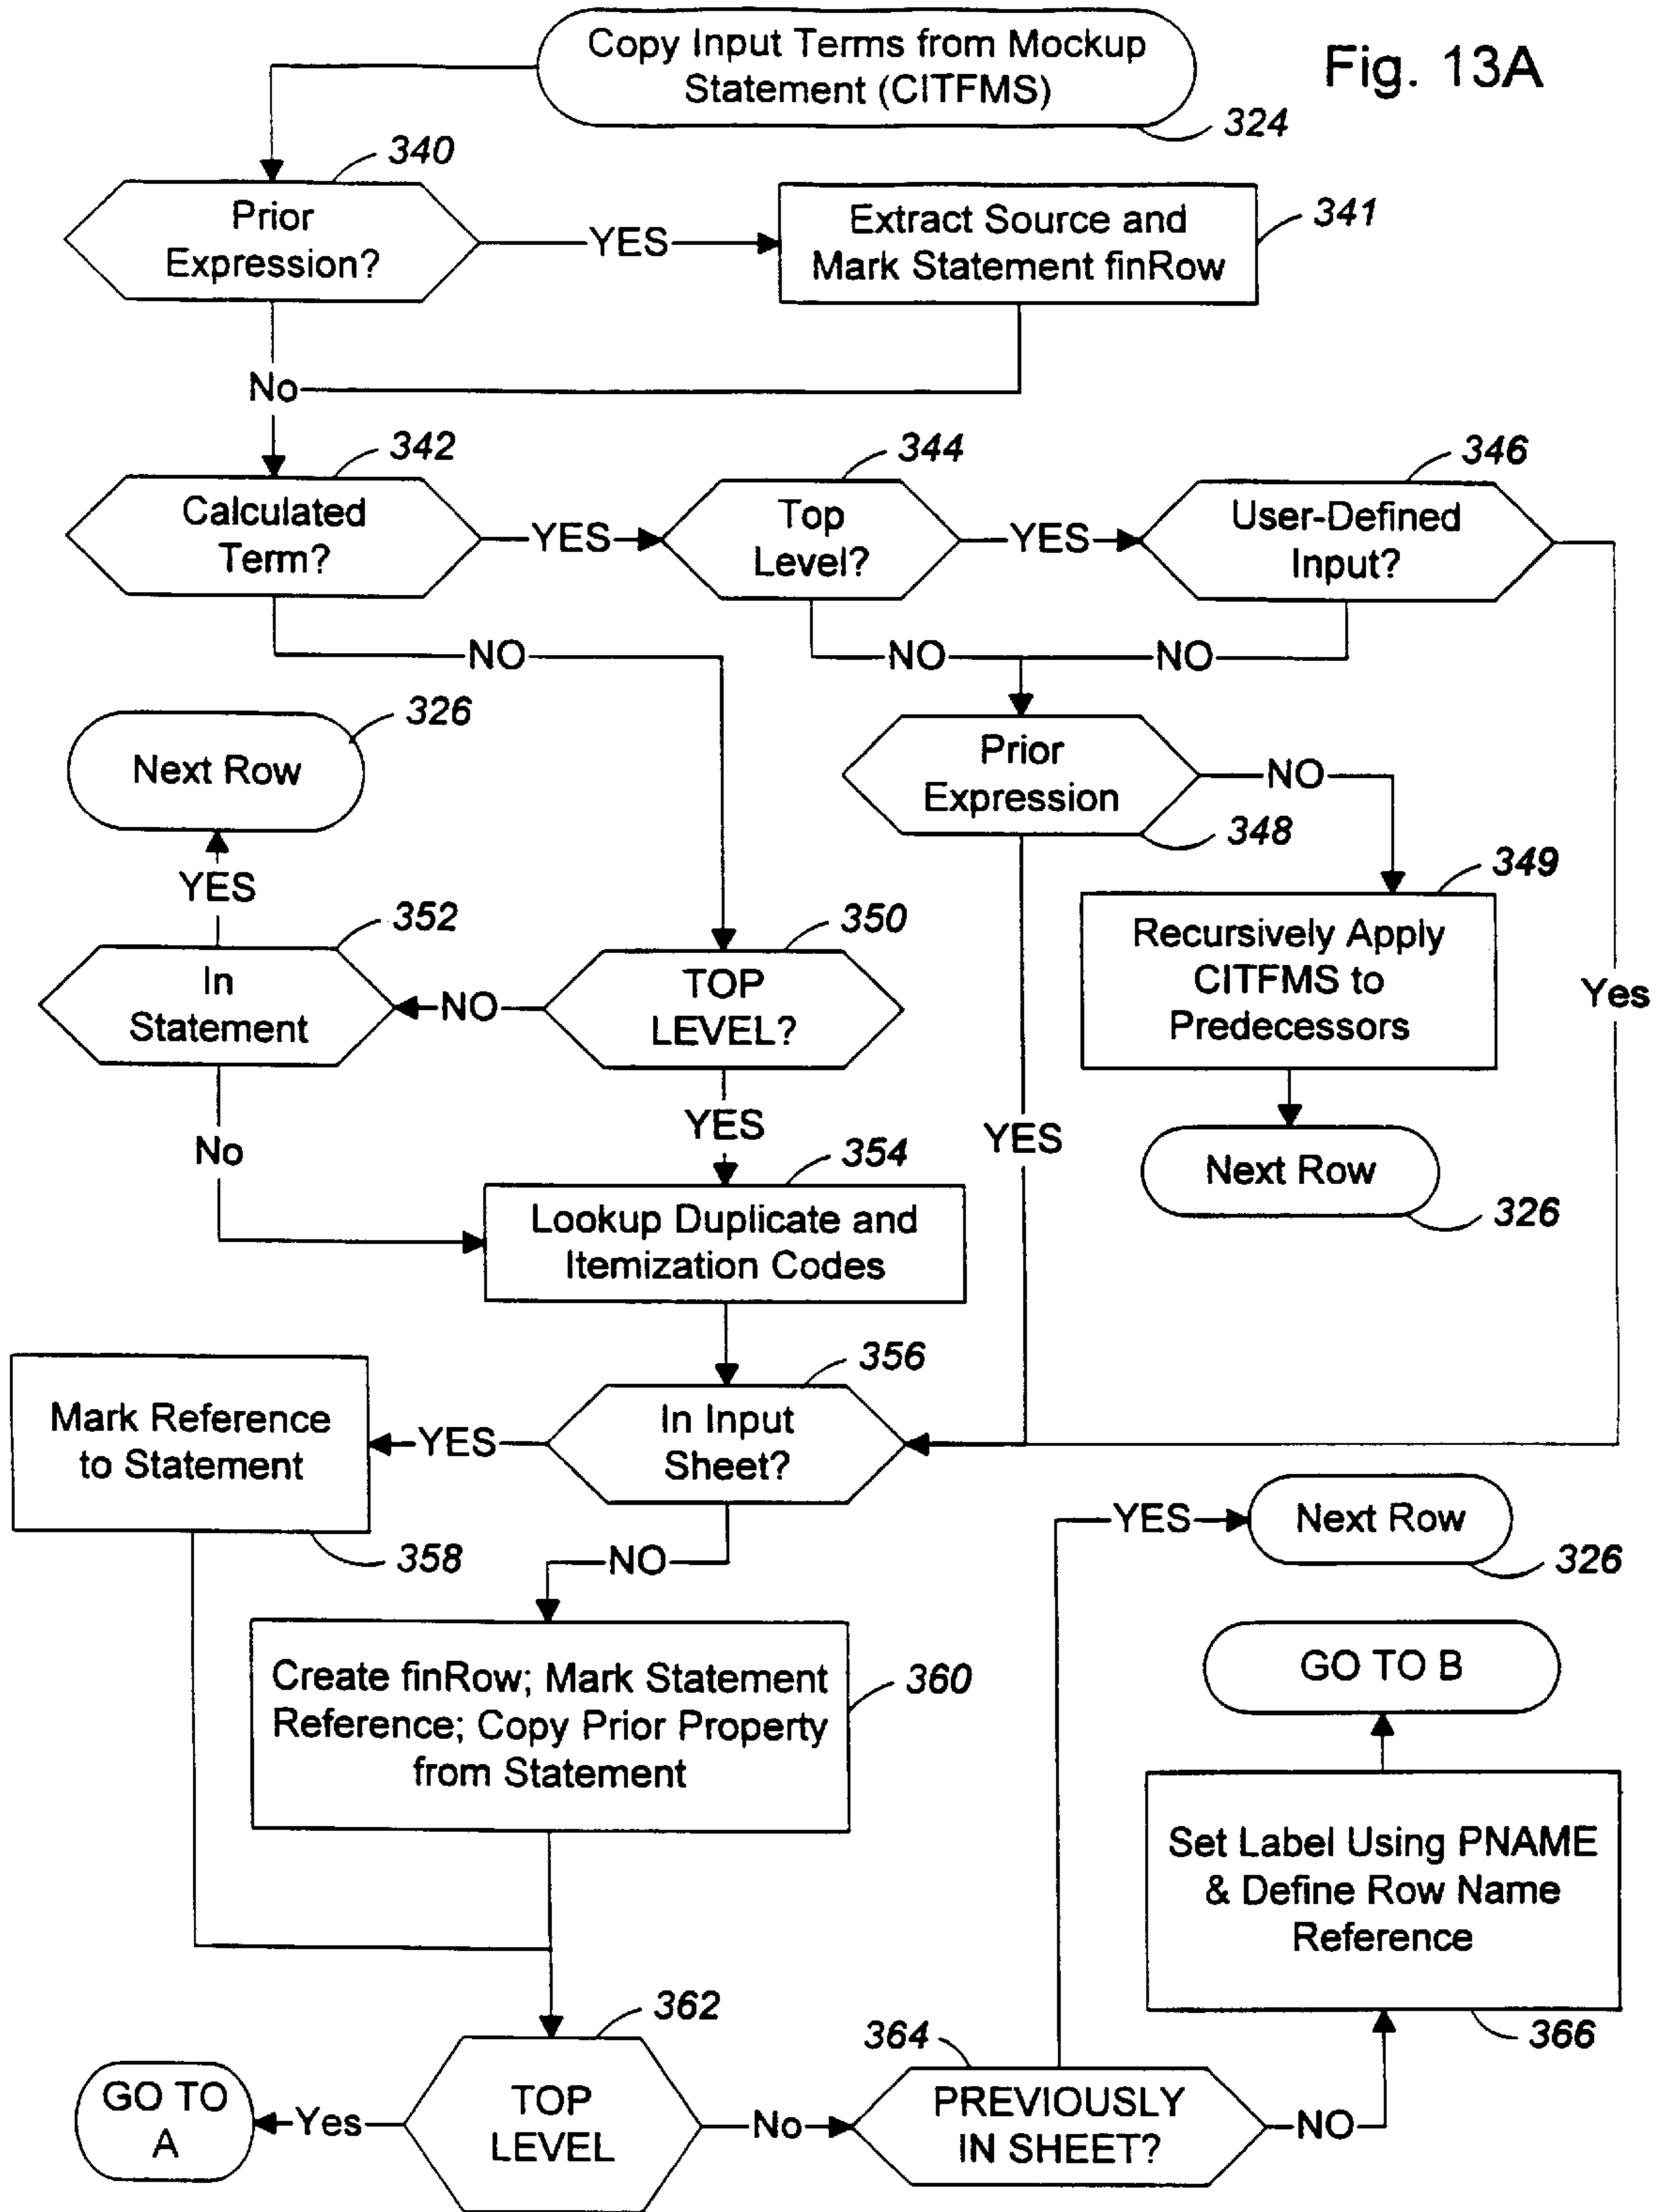 Copy Input Terms from Mockup
Statement (CITFMS)
Fig. 13A
324
340
Prior
Expression?
YES
Extract Source and
Mark Statement finRow
341
No
342
Calculated
Term?
YES
344
Top
Level?
YES
346
User-Defined
Input?
NO
NO
NO
326
Next Row
Prior
Expression
NO
348
YES
349
352
350
In
Statement
NO
TOP
LEVEL?
Recursively Apply
CITFMS to
Predecessors
Yes
No
YES
YES
354
Next Row
326
Lookup Duplicate and
Itemization Codes
356
Mark Reference
to Statement
YES
In Input
Sheet?
358
NO
YES
Next Row
326
GO TO B
Create finRow; Mark Statement
Reference; Copy Prior Property
from Statement
360
Set Label Using PNAME
& Define Row Name
Reference
366
362
364
GO TO
A
Yes
TOP
LEVEL
No
PREVIOUSLY
IN SHEET?
NO